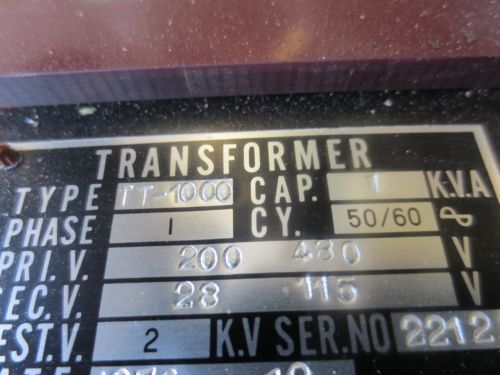 TRANSFORMER
TYPE TT-1000 CAP. 1 K.V.A
PHASE 1 CY. 50/60
PRI.V. 200 480 V
SEC.V. 28 115 V
EST.V. 2 K.V SER.NO 2212